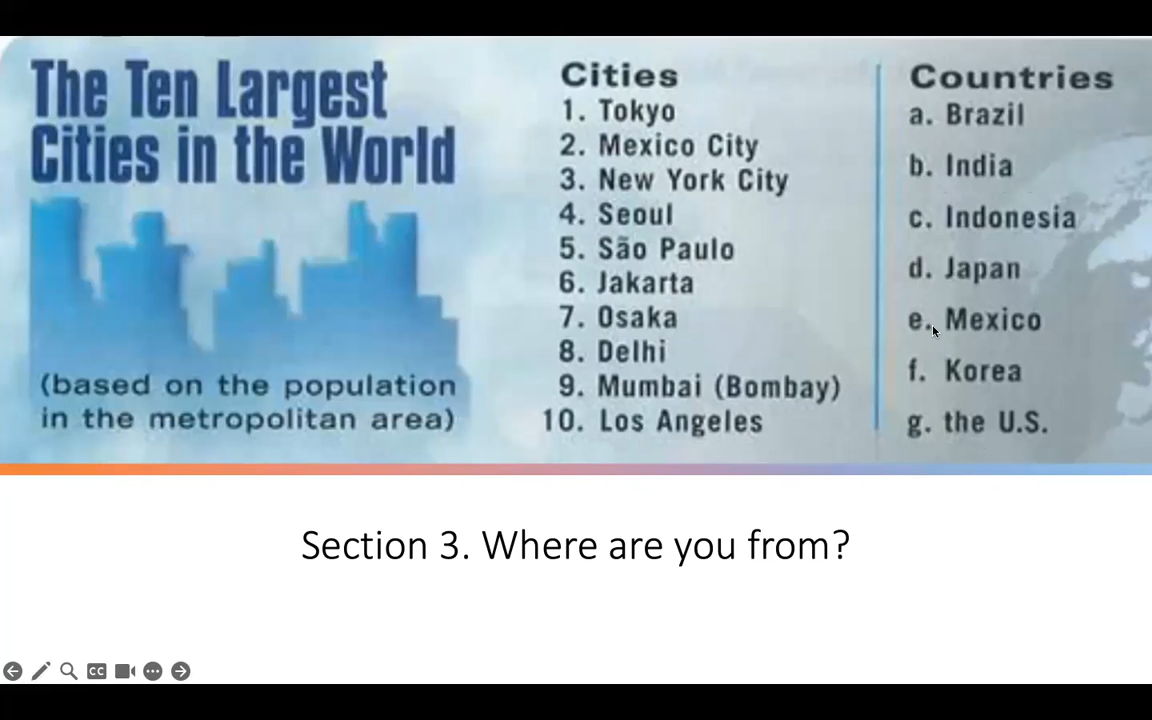 The Ten Largest
Cities in the World
(based on the population
in the metropolitan area)
Cities
1. Tokyo
2. Mexico City
3. New York City
4. Seoul
5. São Paulo
6. Jakarta
7. Osaka
8. Delhi
9. Mumbai (Bombay)
10. Los Angeles
Countries
a. Brazil
b. India
c. Indonesia
d. Japan
e. Mexico
f. Korea
g. the U.S.
Section 3. Where are you from?
CC